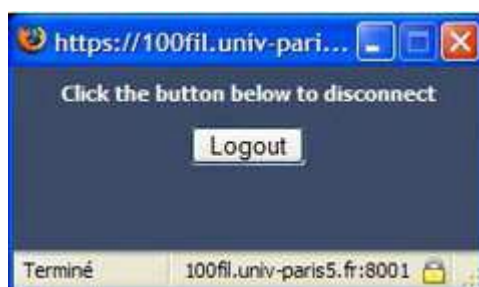 https://100fil.univ-pari...
Click the button below to disconnect
Logout
Terminé 100fil.univ-paris5.fr:8001